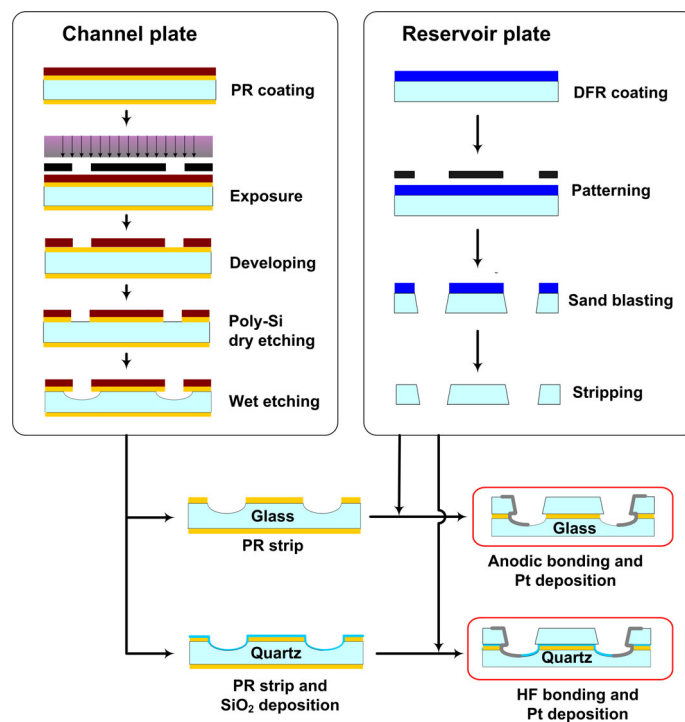 Channel plate
PR coating
Exposure
Developing
Poly-Si
dry etching
Wet etching
Reservoir plate
DFR coating
Patterning
Sand blasting
Stripping
Glass
PR strip
Glass
Anodic bonding and
Pt deposition
Quartz
PR strip and
SiO₂ deposition
Quartz
HF bonding and
Pt deposition